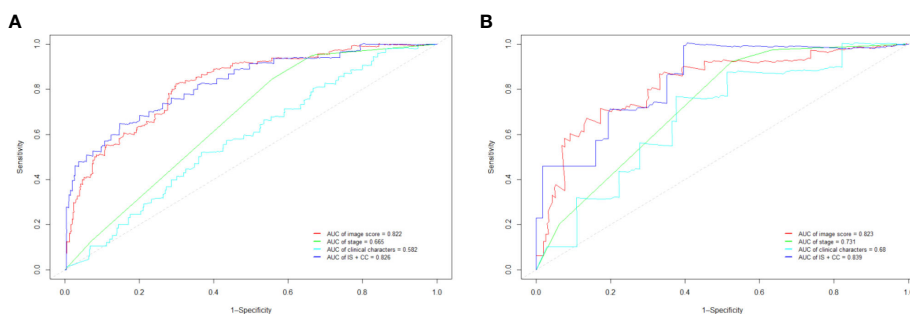 A
1.0
0.8
0.6
0.4
0.2
0.0
Sensitivity
AUC of image score = 0.822
AUC of stage = 0.665
AUC of clinical characters = 0.582
AUC of IS + CC = 0.826
0.0 0.2 0.4 0.6 0.8 1.0
1−Specificity
B
1.0
0.8
0.6
0.4
0.2
0.0
Sensitivity
AUC of image score = 0.823
AUC of stage = 0.731
AUC of clinical characters = 0.68
AUC of IS + CC = 0.839
0.0 0.2 0.4 0.6 0.8 1.0
1−Specificity